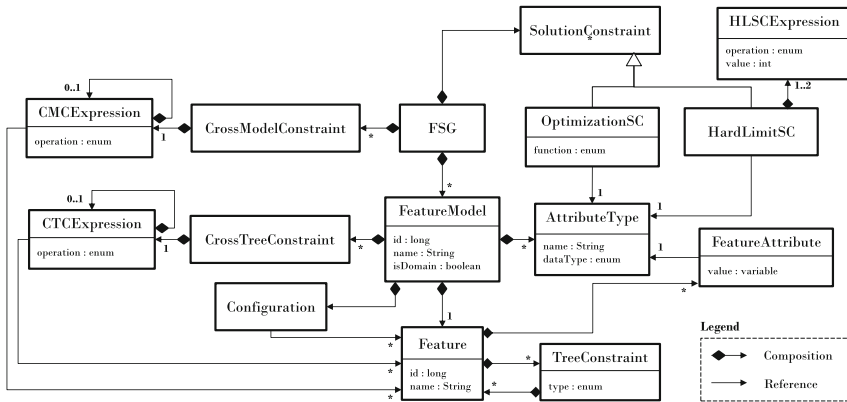 SolutionConstraint
*
HLSCExpression
operation : enum
value : int
1..2
0..1
CMCExpression
operation : enum
1
CrossModelConstraint
*
FSG
*
OptimizationSC
function : enum
1
HardLimitSC
1
0..1
CTCExpression
operation : enum
1
CrossTreeConstraint
*
FeatureModel
id : long
name : String
isDomain : boolean
*
AttributeType
name : String
dataType : enum
1
FeatureAttribute
value : variable
*
Configuration
*
1
Feature
id : long
name : String
*
*
*
*
TreeConstraint
type : enum
Legend
Composition
Reference